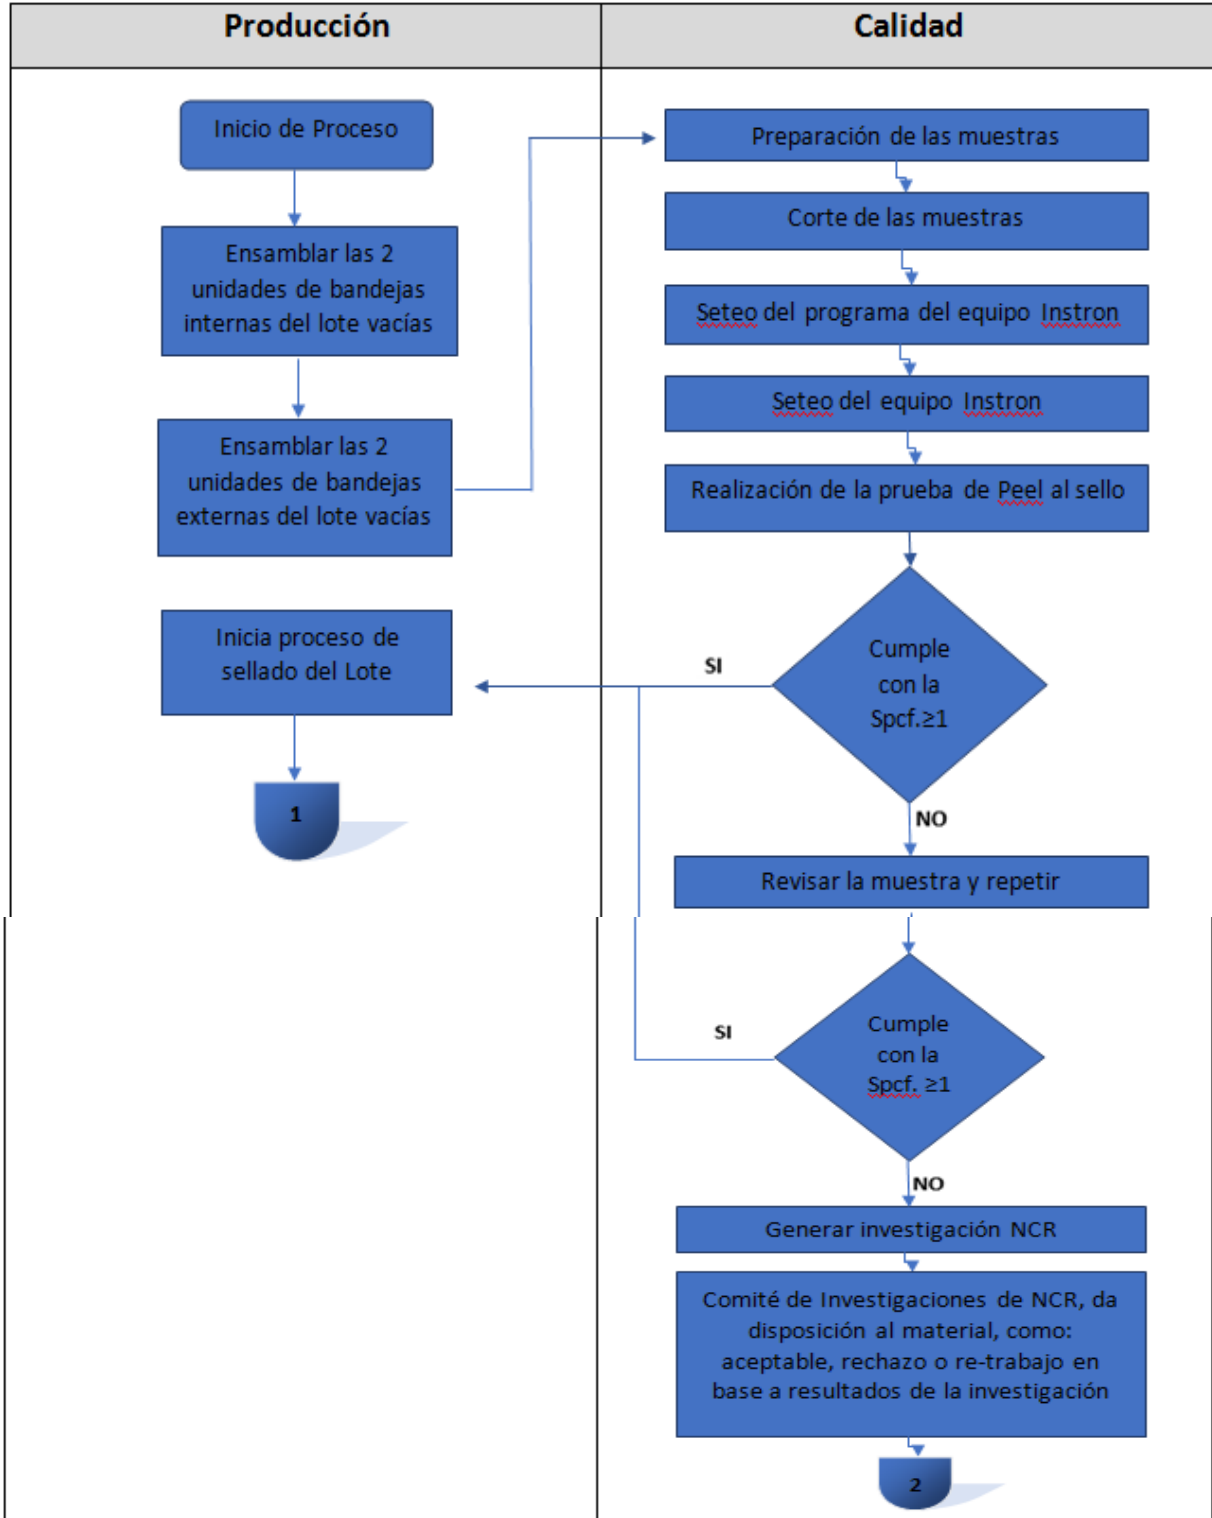 Producción
Calidad
Inicio de Proceso
Ensamblar las 2
unidades de bandejas
internas del lote vacías
Ensamblar las 2
unidades de bandejas
externas del lote vacías
Preparación de las muestras
Corte de las muestras
Seteo del programa del equipo Instron
Seteo del equipo Instron
Realización de la prueba de Peel al sello
Cumple
con la
Spcf.≥1
SI
Inicia proceso de
sellado del Lote
1
NO
Revisar la muestra y repetir
Cumple
con la
Spcf. ≥1
SI
NO
Generar investigación NCR
Comité de Investigaciones de NCR, da
disposición al material, como:
aceptable, rechazo o re-trabajo en
base a resultados de la investigación
2